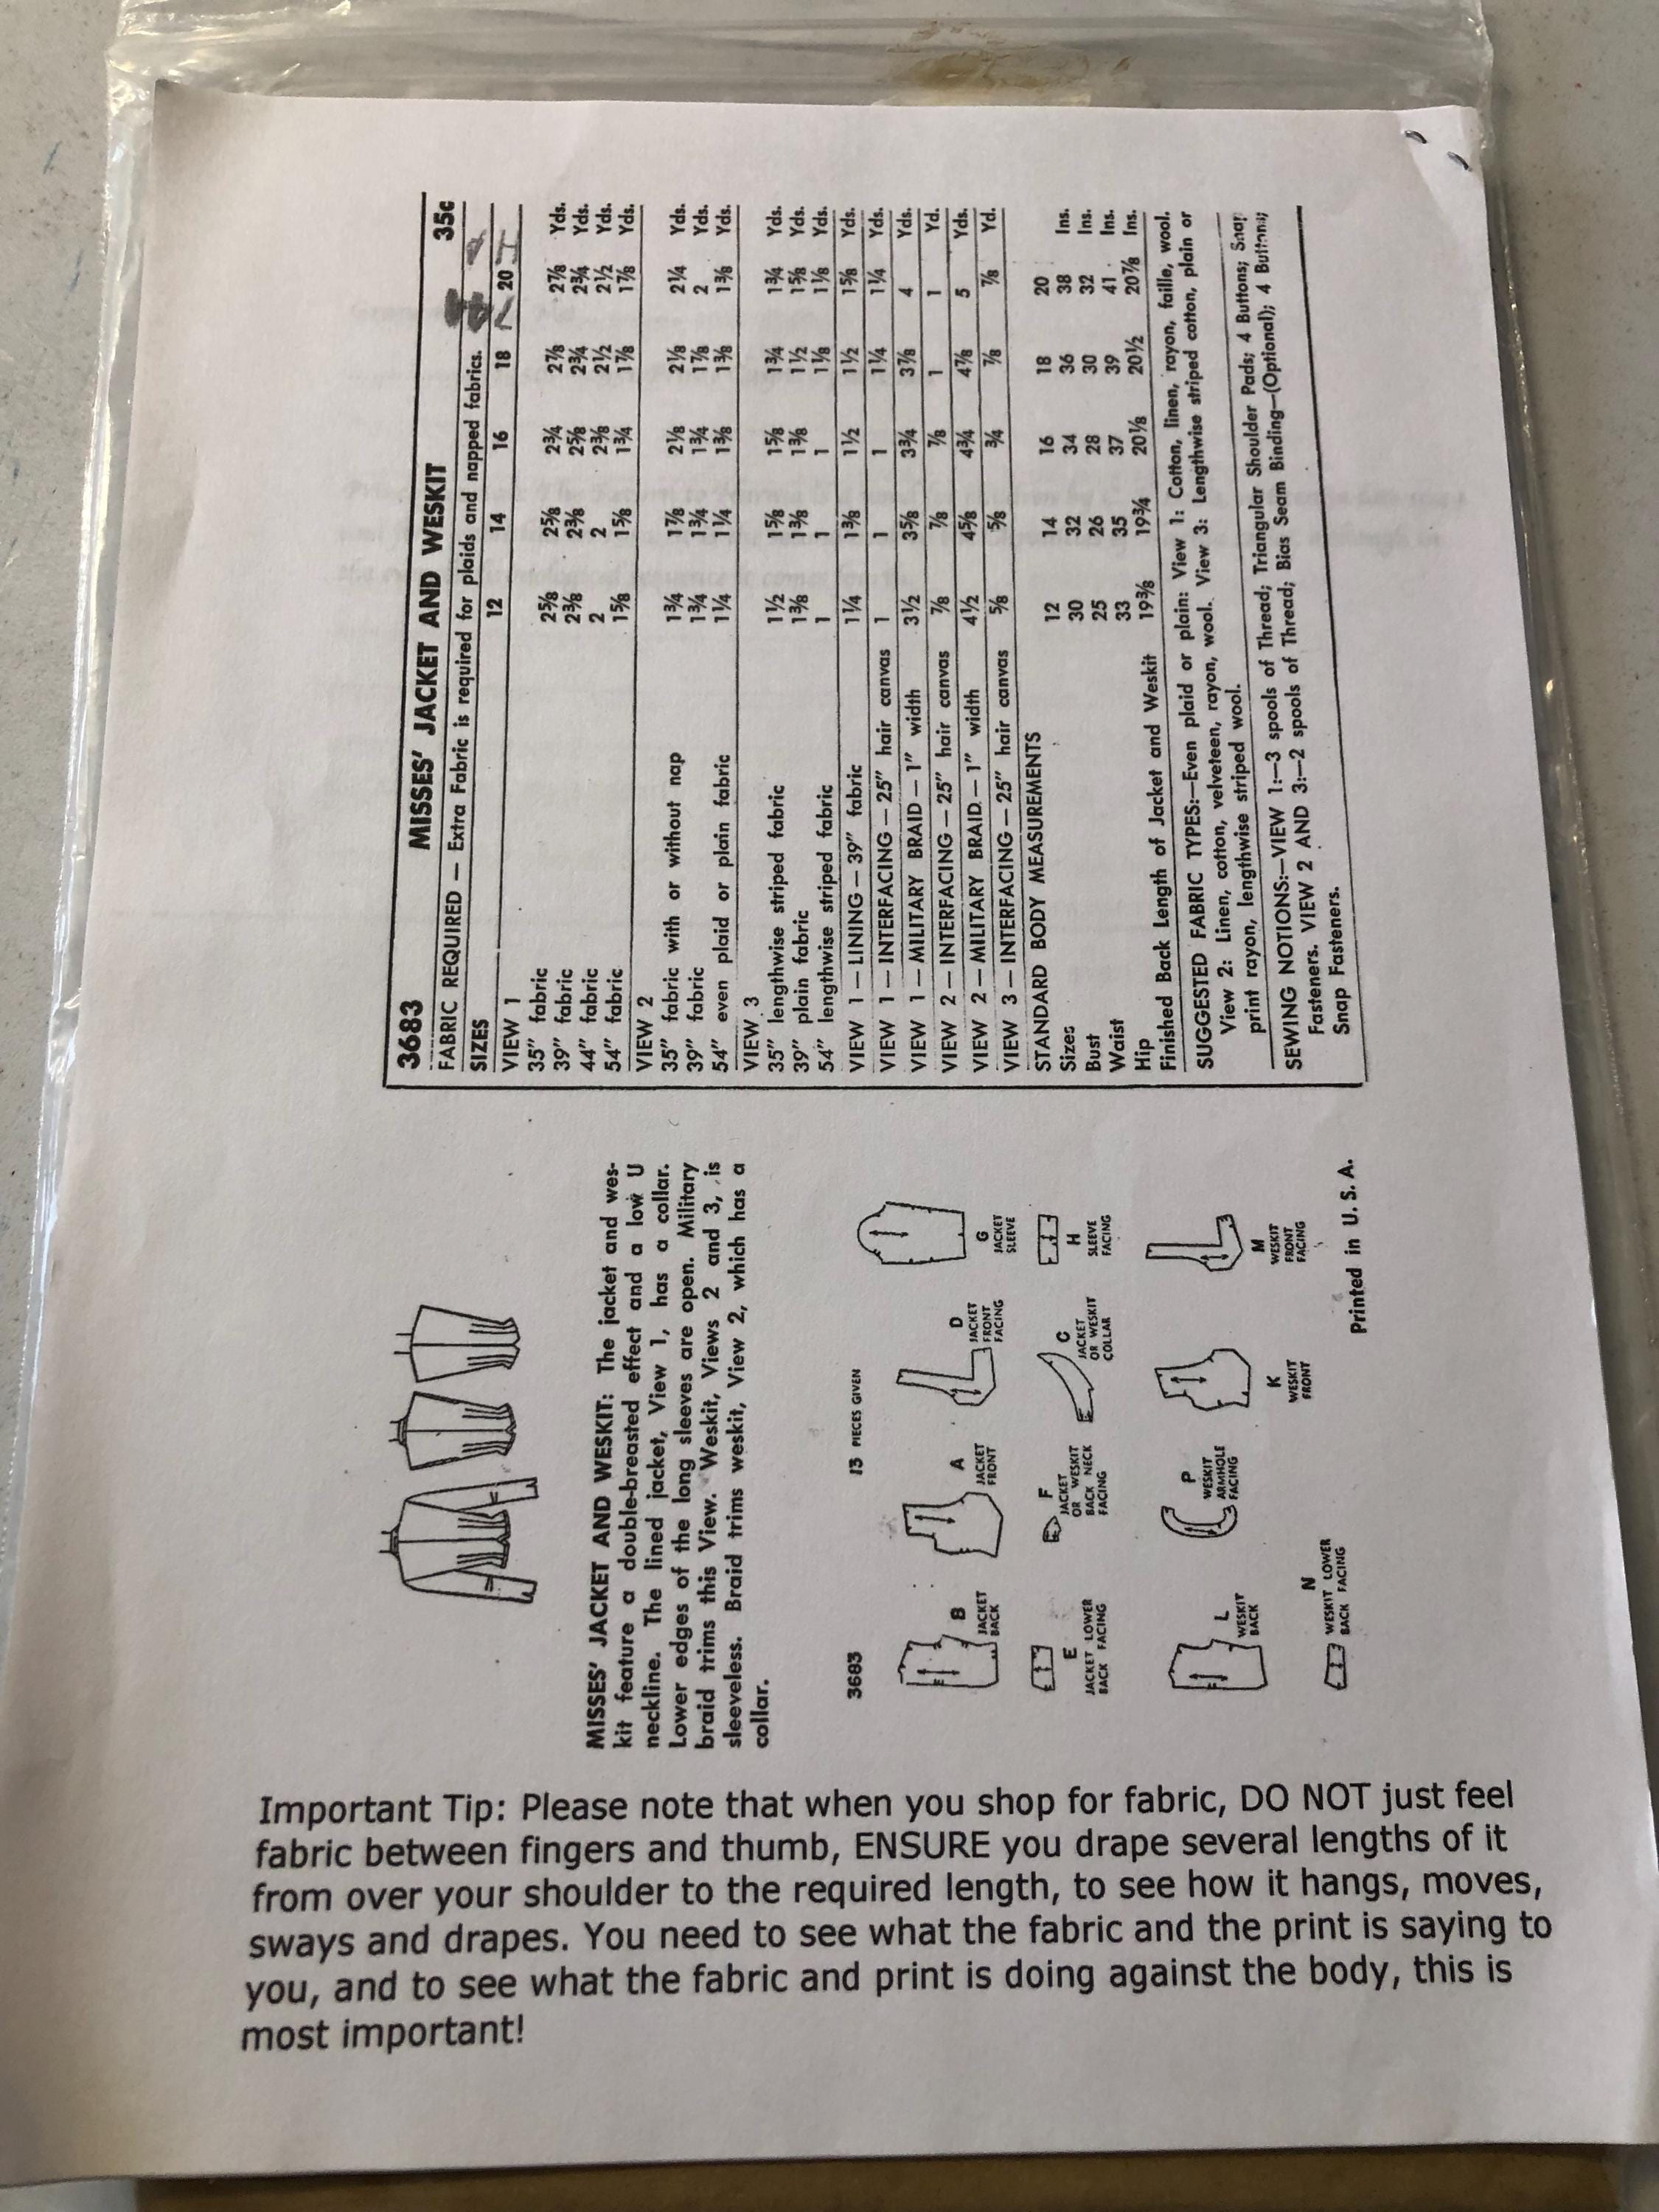 3683 MISSES' JACKET AND WESKIT 35c
FABRIC REQUIRED — Extra Fabric is required for plaids and napped fabrics.
SIZES 12 14 16 18 20
VIEW 1
35" fabric 2⅝ 2⅝ 2¾ 2⅞ 2⅞ Yds.
39" fabric 2⅜ 2⅜ 2⅝ 2¾ 2¾ Yds.
44" fabric 2 2 2⅜ 2½ 2½ Yds.
54" fabric 1⅝ 1⅝ 1¾ 1⅞ 1⅞ Yds.
VIEW 2
35" fabric with or without nap 1¾ 1⅞ 2⅛ 2⅛ 2¼ Yds.
39" fabric 1¾ 1¾ 1¾ 1⅞ 2 Yds.
54" even plaid or plain fabric 1¼ 1¼ 1⅜ 1⅜ 1⅜ Yds.
VIEW 3
35" lengthwise striped fabric 1½ 1⅝ 1⅝ 1¾ 1¾ Yds.
39" plain fabric 1⅜ 1⅜ 1⅜ 1½ 1⅝ Yds.
54" lengthwise striped fabric 1 1 1 1⅛ 1⅛ Yds.
VIEW 1 — LINING — 39" fabric 1¼ 1⅜ 1½ 1½ 1⅝ Yds.
VIEW 1 — INTERFACING — 25" hair canvas 1 1 1 1¼ 1¼ Yds.
VIEW 1 — MILITARY BRAID — 1" width 3½ 3⅝ 3¾ 3⅞ 4 Yds.
VIEW 2 — INTERFACING — 25" hair canvas ⅞ ⅞ ⅞ 1 1 Yd.
VIEW 2 — MILITARY BRAID — 1" width 4½ 4⅝ 4¾ 4⅞ 5 Yds.
VIEW 3 — INTERFACING — 25" hair canvas ⅝ ⅝ ¾ ⅞ ⅞ Yd.
STANDARD BODY MEASUREMENTS
Sizes 12 14 16 18 20
Bust 30 32 34 36 38 Ins.
Waist 25 26 28 30 32 Ins.
Hip 33 35 37 39 41 Ins.
Finished Back Length of Jacket and Weskit 19⅜ 19¾ 20⅛ 20½ 20⅞ Ins.
SUGGESTED FABRIC TYPES:—Even plaid or plain: View 1: Cotton, linen, rayon, faille, wool.
View 2: Linen, cotton, velveteen, rayon, wool. View 3: Lengthwise striped cotton, plain or
print rayon, lengthwise striped wool.
SEWING NOTIONS:—VIEW 1:—3 spools of Thread; Triangular Shoulder Pads; 4 Buttons; Snap
Fasteners. VIEW 2 AND 3:—2 spools of Thread; Bias Seam Binding—(Optional); 4 Buttons;
Snap Fasteners.
MISSES' JACKET AND WESKIT: The jacket and wes-
kit feature a double-breasted effect and a low U
neckline. The lined jacket, View 1, has a collar.
Lower edges of the long sleeves are open. Military
braid trims this View. Weskit, Views 2 and 3, is
sleeveless. Braid trims weskit, View 2, which has a
collar.
3683 13 PIECES GIVEN
B
JACKET
BACK
A
JACKET
FRONT
D
JACKET
FRONT
FACING
G
JACKET
SLEEVE
E
JACKET LOWER
BACK FACING
F
JACKET
OR WESKIT
BACK NECK
FACING
C
JACKET
OR WESKIT
COLLAR
H
SLEEVE
FACING
L
WESKIT
BACK
P
WESKIT
ARMHOLE
FACING
K
WESKIT
FRONT
M
WESKIT
FRONT
FACING
N
WESKIT LOWER
BACK FACING
Printed in U. S. A.
Important Tip: Please note that when you shop for fabric, DO NOT just feel
fabric between fingers and thumb, ENSURE you drape several lengths of it
from over your shoulder to the required length, to see how it hangs, moves,
sways and drapes. You need to see what the fabric and the print is saying to
you, and to see what the fabric and print is doing against the body, this is
most important!